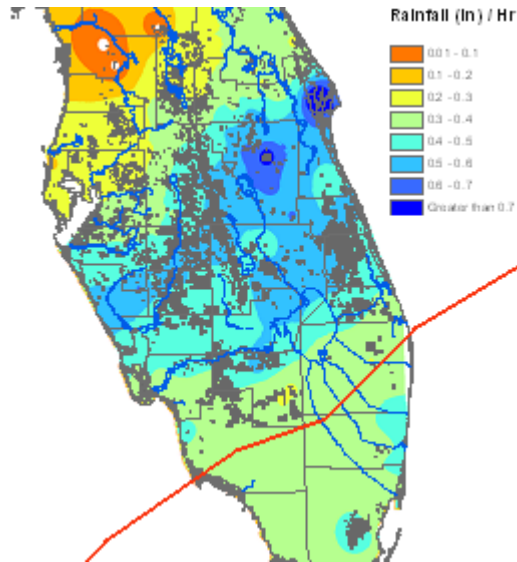 Rainfall (In) / Hr
0.01 - 0.1
0.1 - 0.2
0.2 - 0.3
0.3 - 0.4
0.4 - 0.5
0.5 - 0.6
0.6 - 0.7
Greater than 0.7